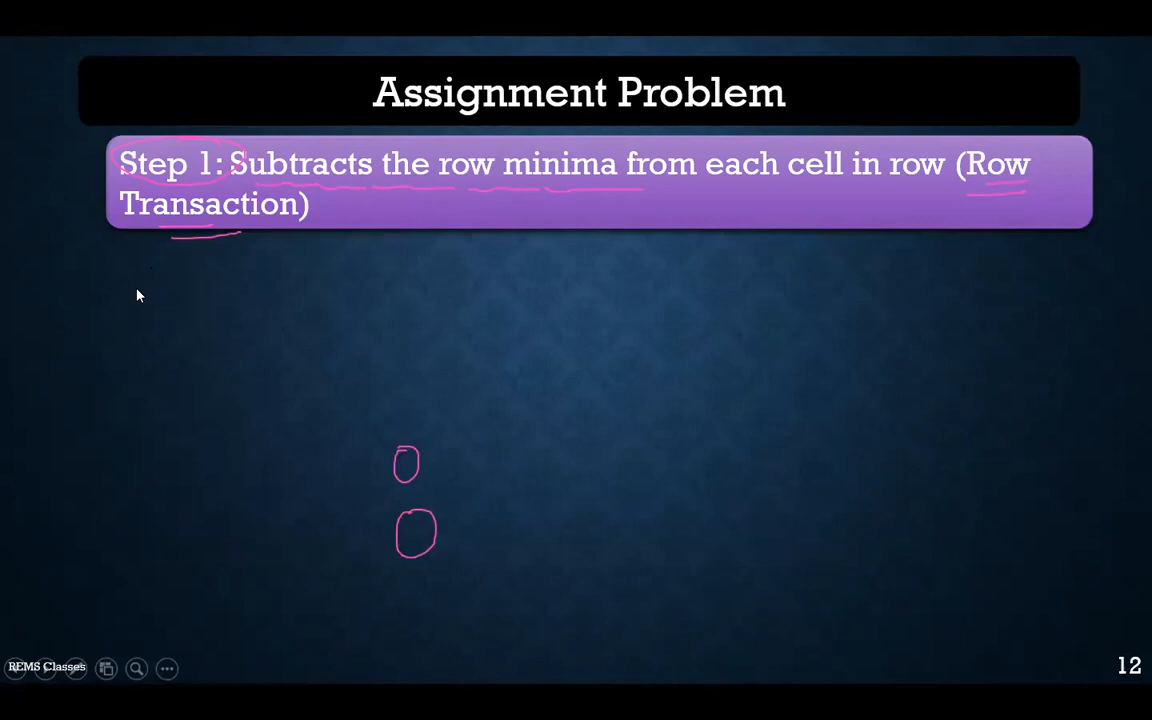 Assignment Problem
Step 1: Subtracts the row minima from each cell in row (Row
Transaction)
REMS Classes
12